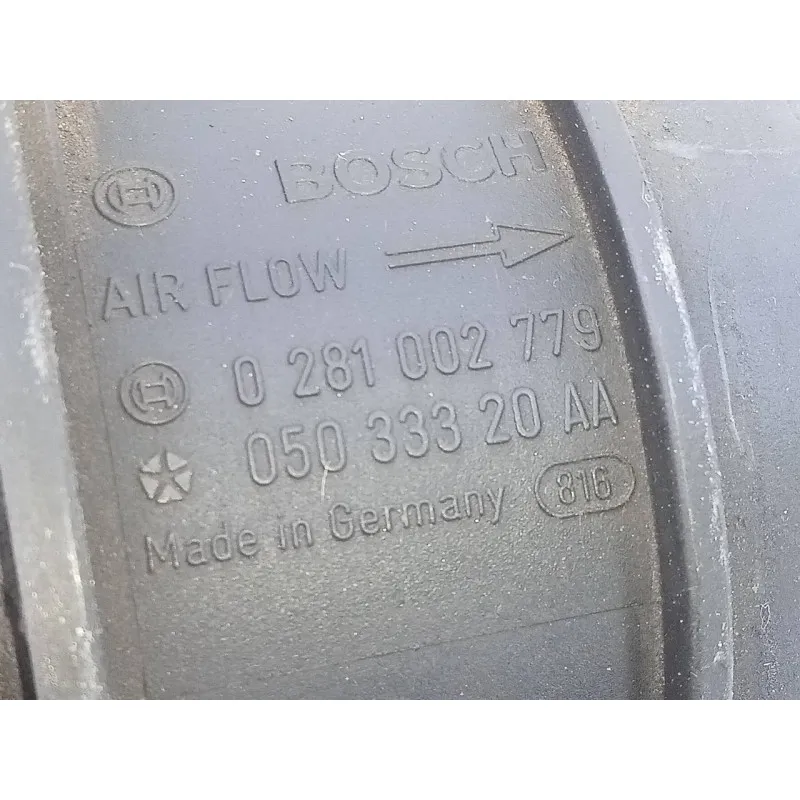 BOSCH
AIR FLOW
0 281 002 779
050 333 20 AA
Made in Germany 816